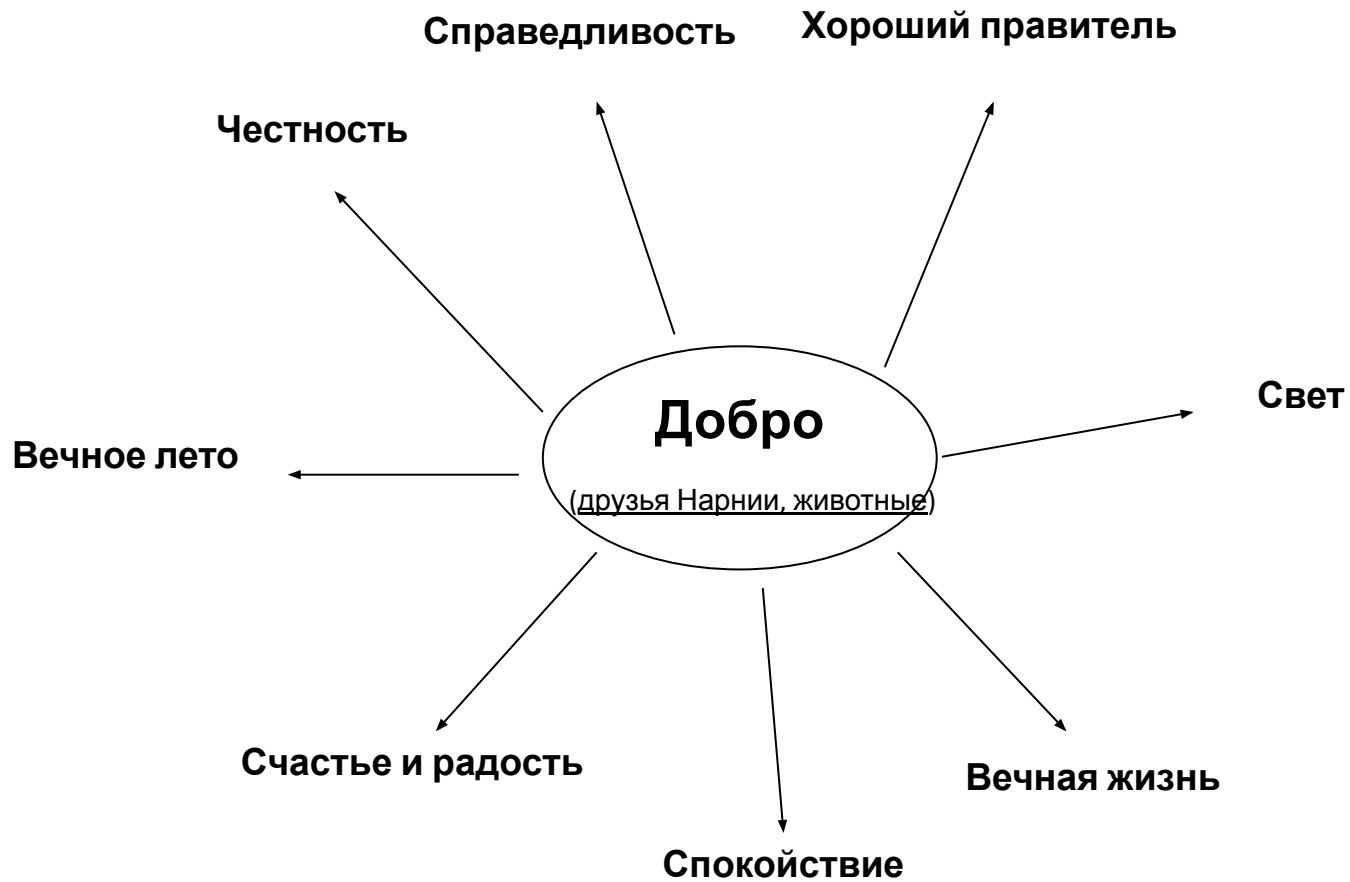 Справедливость
Хороший правитель
Честность
Свет
Добро
Вечное лето
(друзья Нарнии, животные)
Счастье и радость
Вечная жизнь
Спокойствие